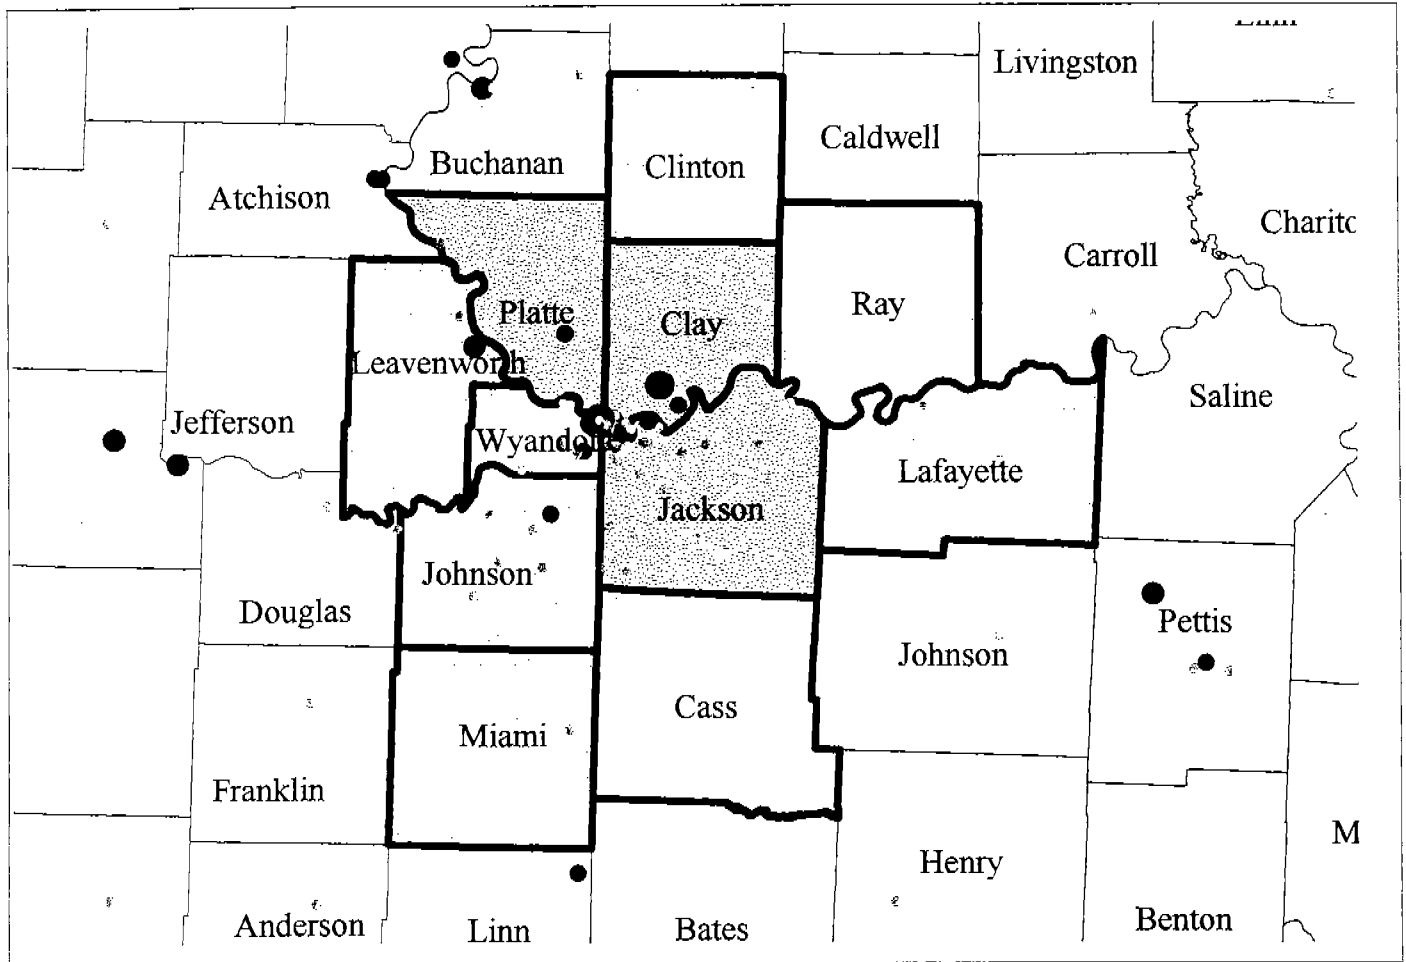 Livingston
Caldwell
Buchanan
Clinton
Atchison
Charitc
Carroll
Ray
Platte
Clay
Leavenworth
Saline
Jefferson
Wyandotte
Lafayette
Jackson
Johnson
Douglas
Pettis
Johnson
Cass
Miami
Franklin
M
Henry
Benton
Anderson
Linn
Bates